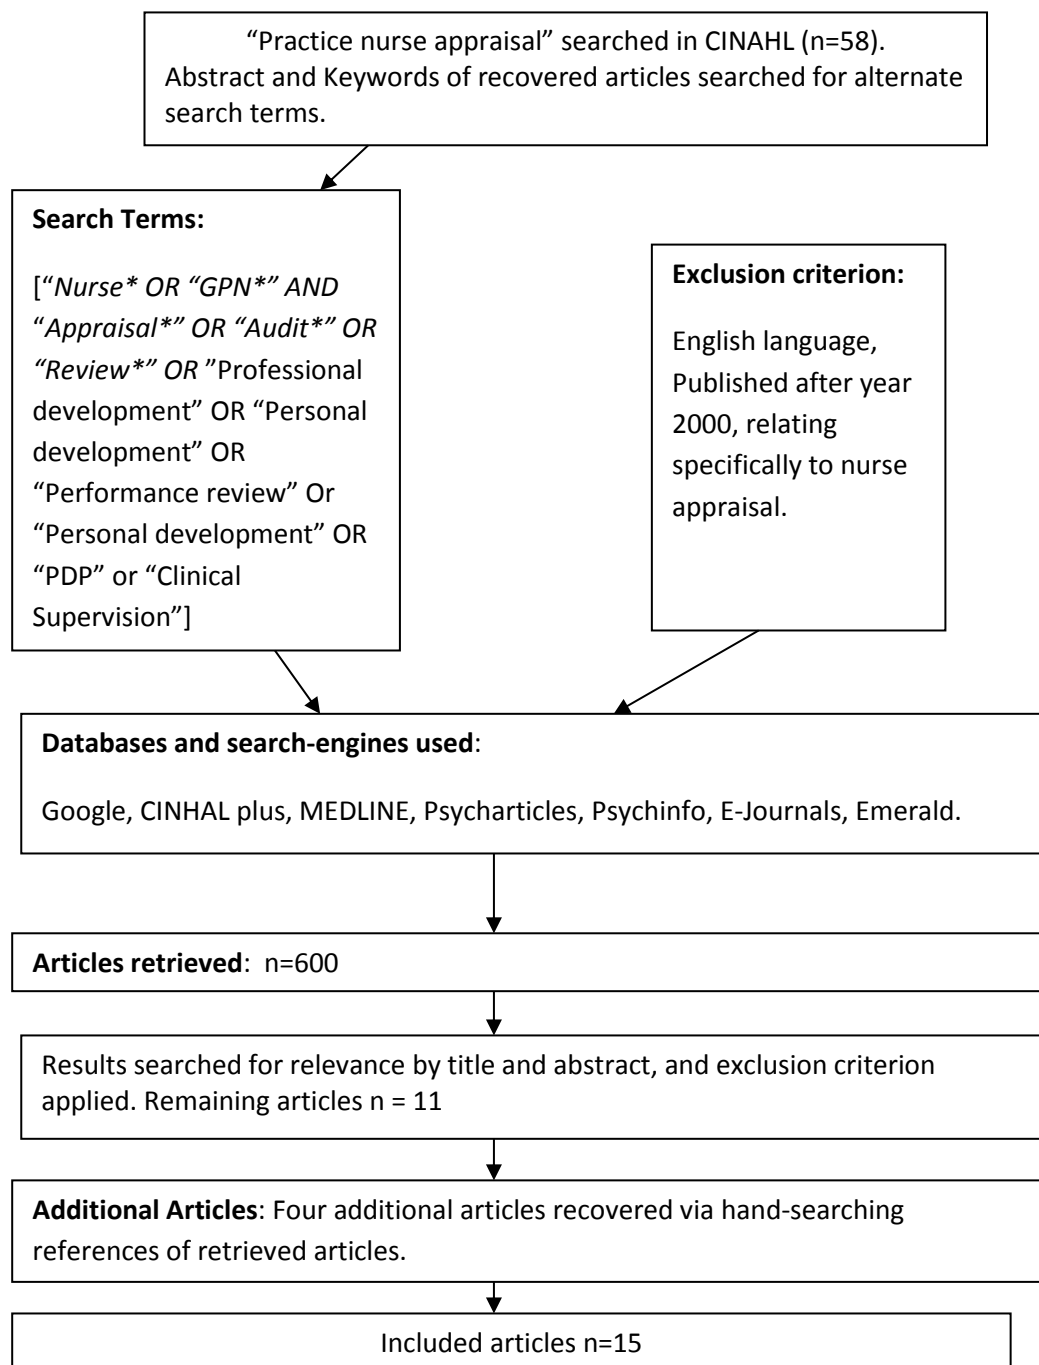 “Practice nurse appraisal” searched in CINAHL (n=58).
Abstract and Keywords of recovered articles searched for alternate
search terms.
Search Terms:
[“Nurse* OR “GPN*” AND
“Appraisal*” OR “Audit*” OR
“Review*” OR ”Professional
development” OR “Personal
development” OR
“Performance review” Or
“Personal development” OR
“PDP” or “Clinical
Supervision”]
Exclusion criterion:
English language,
Published after year
2000, relating
specifically to nurse
appraisal.
Databases and search-engines used:
Google, CINHAL plus, MEDLINE, Psycharticles, Psychinfo, E-Journals, Emerald.
Articles retrieved:  n=600
Results searched for relevance by title and abstract, and exclusion criterion
applied. Remaining articles n = 11
Additional Articles: Four additional articles recovered via hand-searching
references of retrieved articles.
Included articles n=15